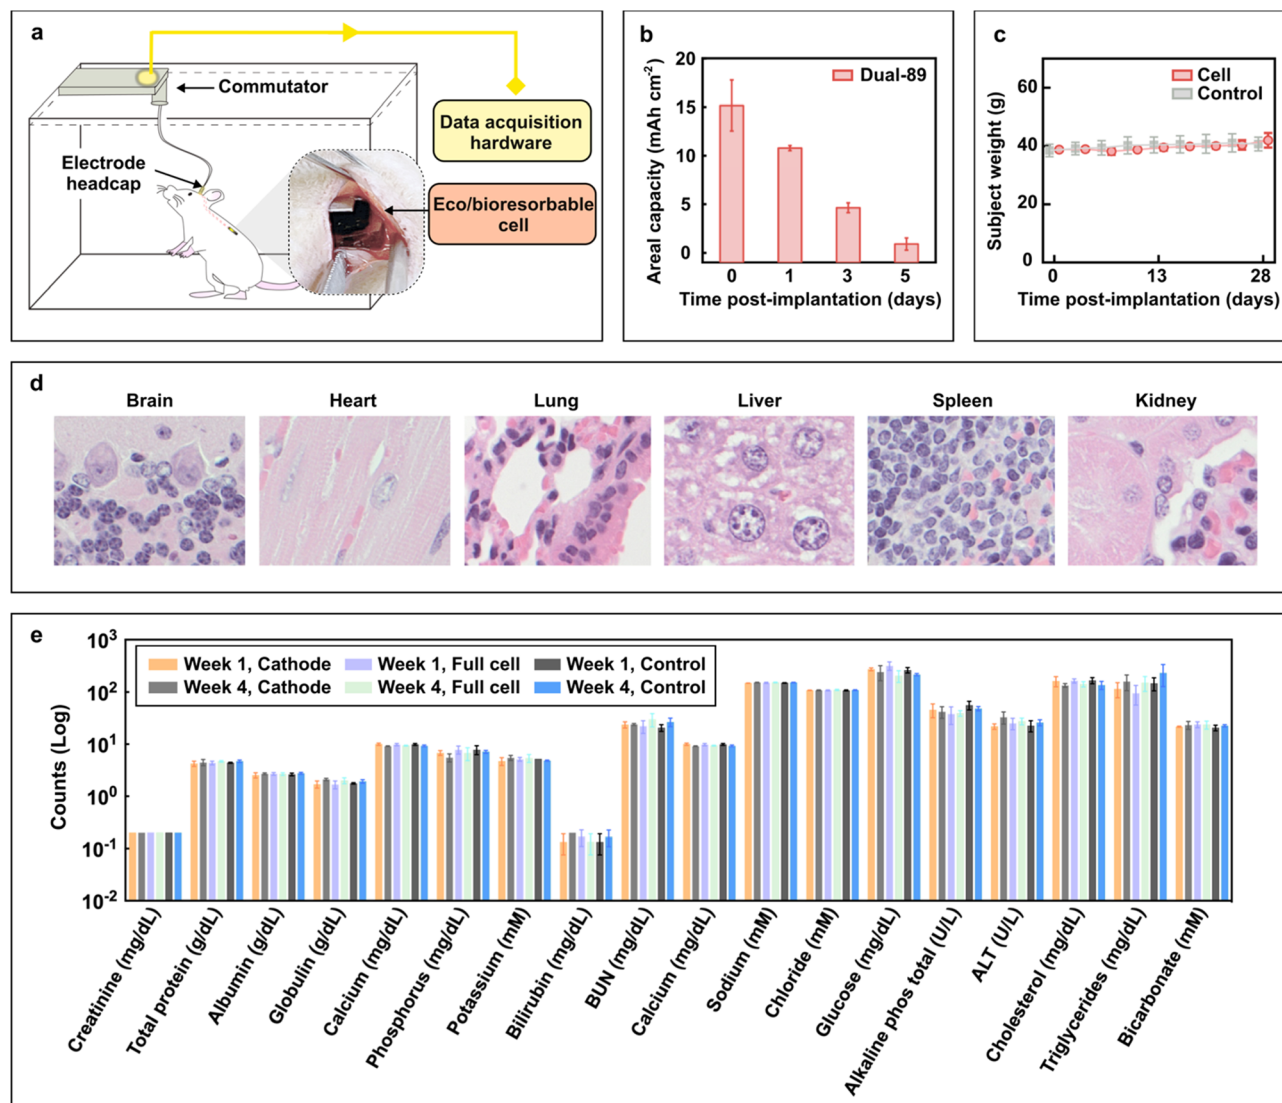 a
Commutator
Electrode
headcap
Data acquisition
hardware
Eco/bioresorbable
cell
b
Areal capacity (mAh cm-2)
20
15
10
5
0
Dual-89
0 1 3 5
Time post-implantation (days)
c
Subject weight (g)
60
40
20
0
Cell
Control
0 13 28
Time post-implantation (days)
d
Brain Heart Lung Liver Spleen Kidney
e
Counts (Log)
10³
10²
10¹
10⁰
10⁻¹
10⁻²
Week 1, Cathode Week 1, Full cell Week 1, Control
Week 4, Cathode Week 4, Full cell Week 4, Control
Creatinine (mg/dL)
Total protein (g/dL)
Albumin (g/dL)
Globulin (g/dL)
Calcium (mg/dL)
Phosphorus (mg/dL)
Potassium (mM)
Bilirubin (mg/dL)
BUN (mg/dL)
Calcium (mg/dL)
Sodium (mM)
Chloride (mM)
Glucose (mg/dL)
Alkaline phos total (U/L)
ALT (U/L)
Cholesterol (mg/dL)
Triglycerides (mg/dL)
Bicarbonate (mM)